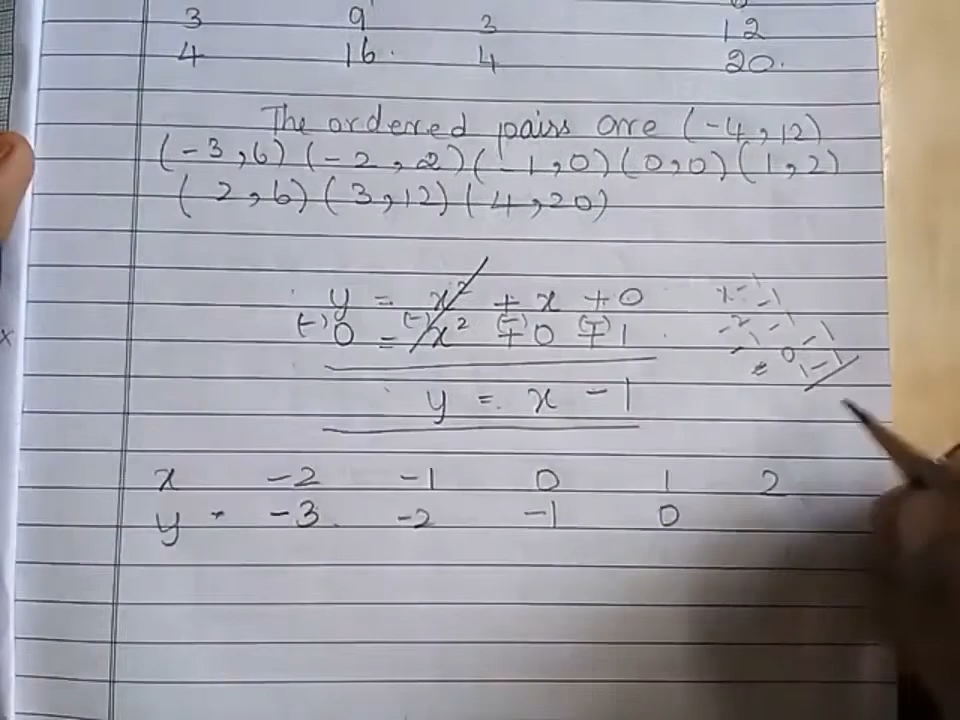 3 9 3 12
4 16. 4 20.
The ordered pairs are (-4,12)
(-3,6) (-2,2) (-1,0) (0,0) (1,2)
(2,6) (3,12) (4,20)
y = x² + x + 0
(-) 0 = (-) x² (-) + 0 (-) + 1
y = x - 1
x -2 -1 0 1 2
y -3 -2 -1 0